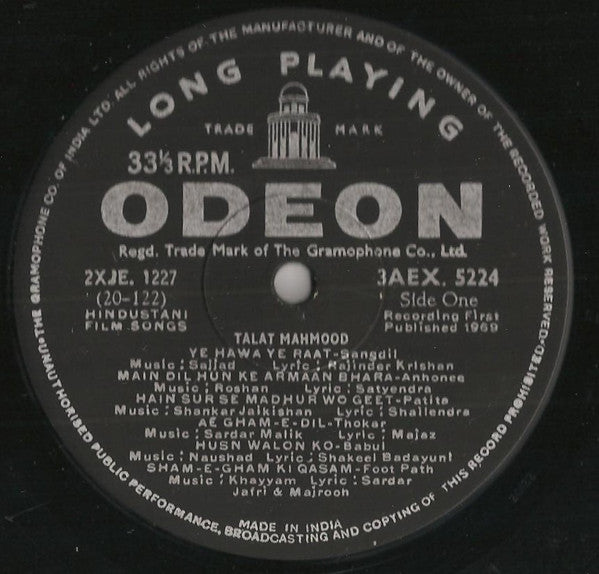 THE GRAMOPHONE CO. OF INDIA LTD. ALL RIGHTS OF THE MANUFACTURER AND OF THE OWNER OF THE RECORDED WORK RESERVED
UNAUTHORISED PUBLIC PERFORMANCE, BROADCASTING AND COPYING OF THIS RECORD PROHIBITED
LONG PLAYING
TRADE MARK
33⅓ R.P.M.
ODEON
Regd. Trade Mark of The Gramophone Co., Ltd.
2XJE. 1227 3AEX. 5224
(20-122) Side One
HINDUSTANI Recording First
FILM SONGS Published 1969
TALAT MAHMOOD
YE HAWA YE RAAT-Sangdil
Music: Sajjad Lyric: Rajinder Krishan
MAIN DIL HUN KE ARMAAN BHARA-Anhonee
Music: Roshan Lyric: Satyendra
HAIN SUR SE MADHUR WO GEET-Patita
Music: Shanker Jaikishan Lyric: Shailendra
AE GHAM-E-DIL-Thokar
Music: Sardar Malik Lyric: Majaz
HUSN WALON KO-Babul
Music: Naushad Lyric: Shakeel Badayuni
SHAM-E-GHAM KI QASAM-Foot Path
Music: Khayyam Lyric: Sardar
Jafri & Majrooh
MADE IN INDIA